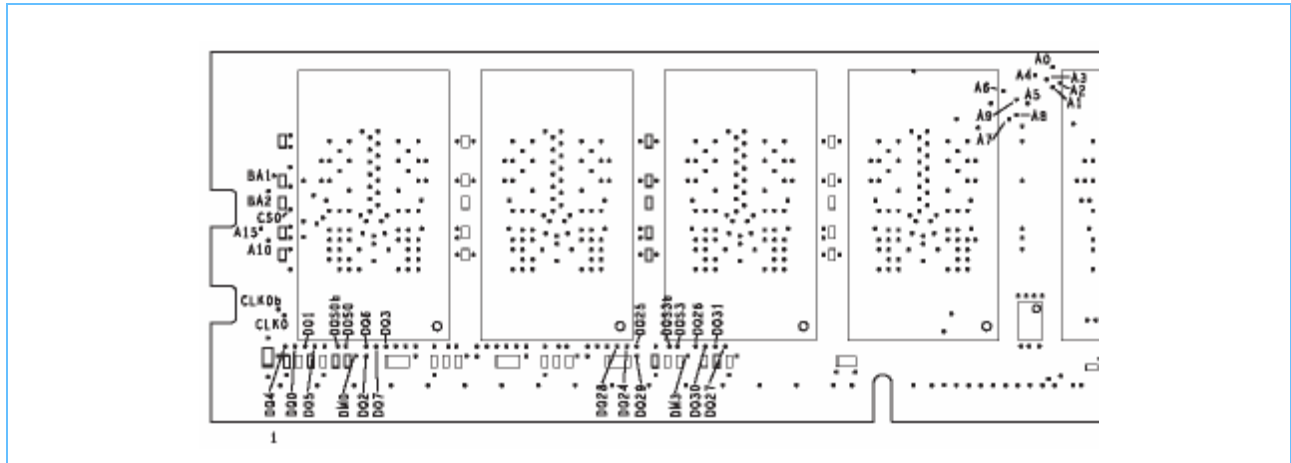 A0
A4
A3
A6
A2
A5
A1
A9
A8
A7
BA1
BA2
CS0
A15
A10
CLK0b
CLK0
DQ1
DQS0b
DQS0
DQ6
DQ3
DQ25
DQS3b
DQS3
DQ26
DQ31
DQ4
DQ0
DQ5
DM0
DQ2
DQ7
DQ28
DQ24
DQ29
DM3
DQ30
DQ27
1